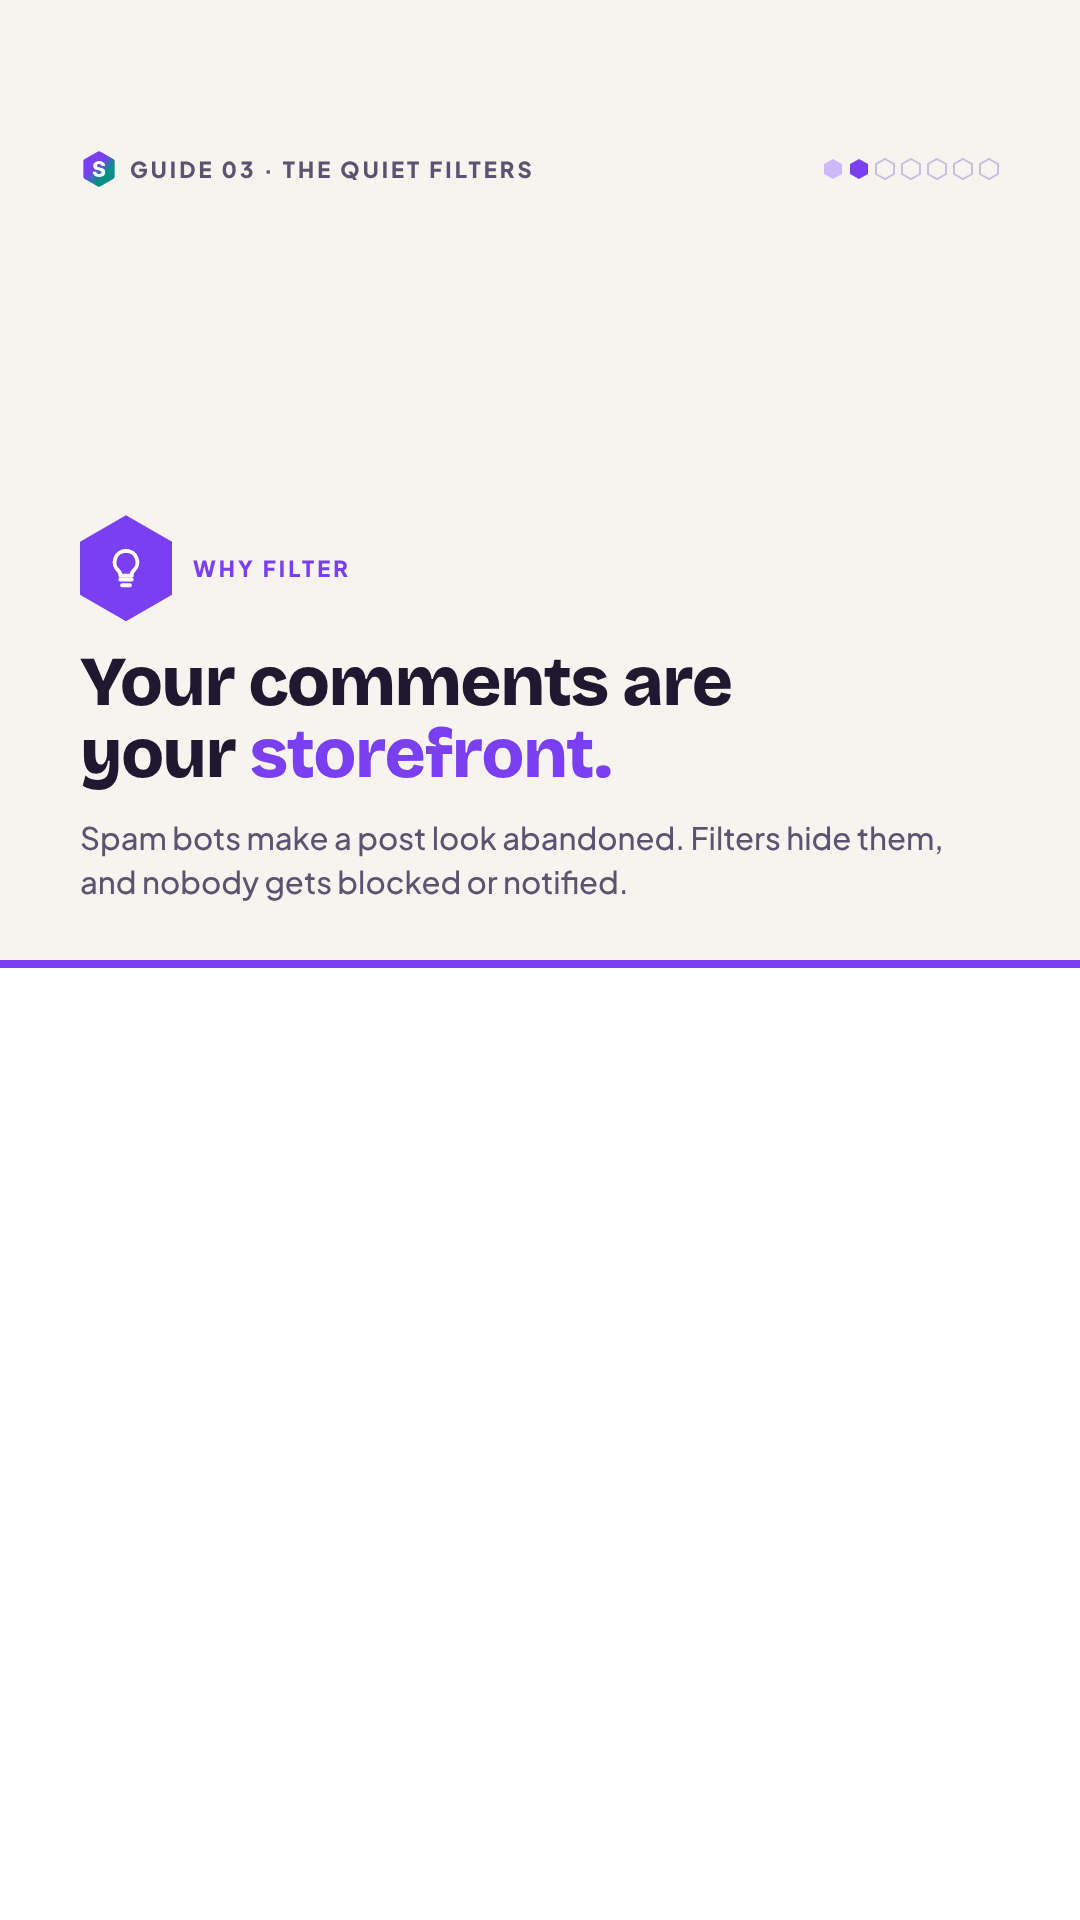 S GUIDE 03 · THE QUIET FILTERS
WHY FILTER
Your comments are
your storefront.
Spam bots make a post look abandoned. Filters hide them,
and nobody gets blocked or notified.